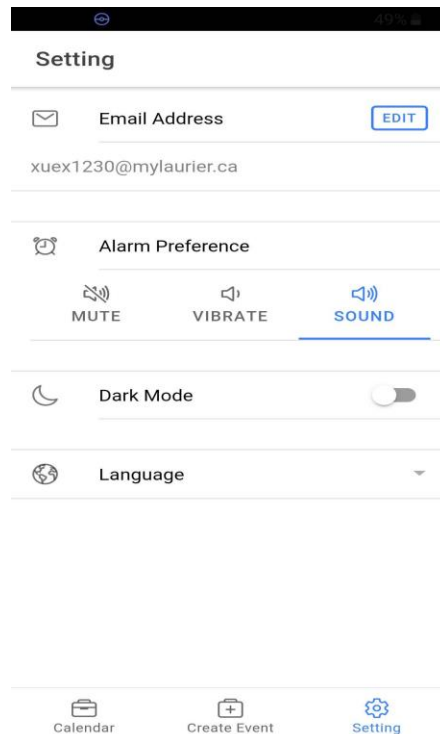 49%
Setting
Email Address EDIT
xuex1230@mylaurier.ca
Alarm Preference
MUTE VIBRATE SOUND
Dark Mode
Language
Calendar Create Event Setting